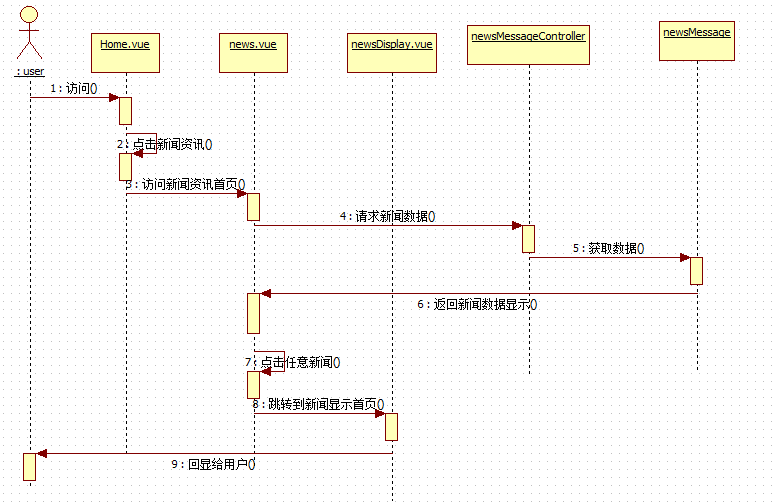 Home.vue
news.vue
newsDisplay.vue
newsMessageController
newsMessage
: user
1 : 访问()
2 : 点击新闻资讯()
3 : 访问新闻资讯首页()
4 : 请求新闻数据()
5 : 获取数据()
6 : 返回新闻数据显示()
7 : 点击任意新闻()
8 : 跳转到新闻显示首页()
9 : 回显给用户()